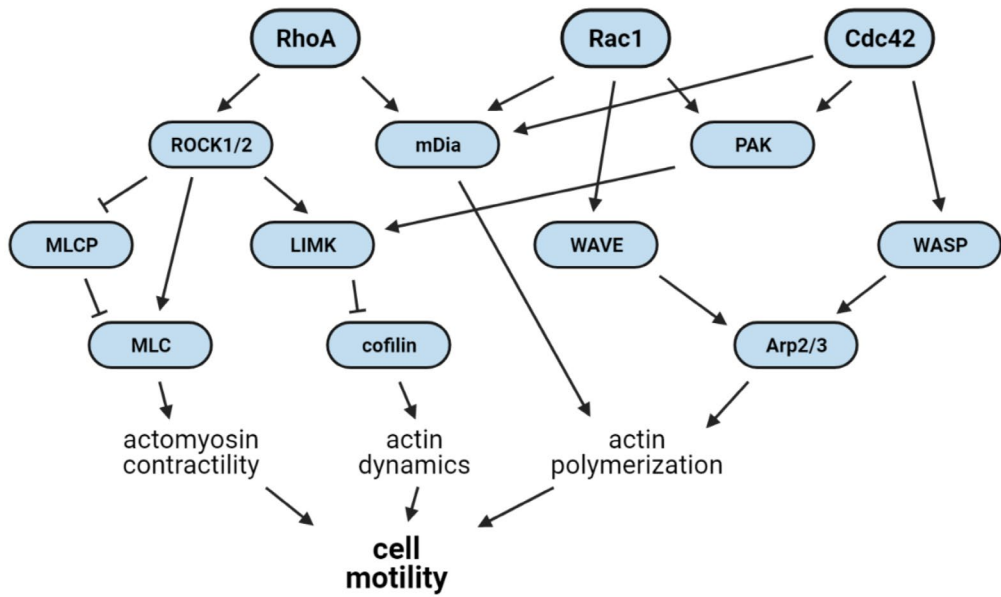 RhoA
Rac1
Cdc42
ROCK1/2
mDia
PAK
MLCP
LIMK
WAVE
WASP
MLC
cofilin
Arp2/3
actomyosin
contractility
actin
dynamics
actin
polymerization
cell
motility